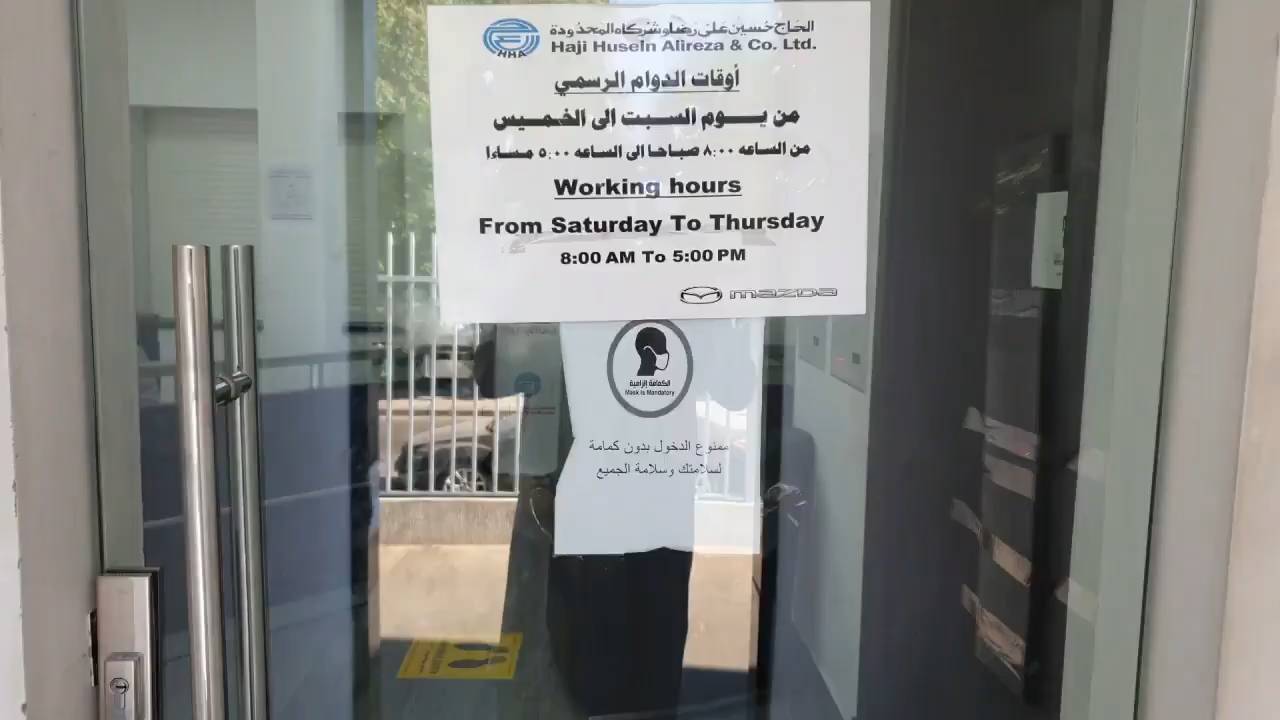 الحاج حسين علي رضا وشركاه المحدودة
Haji Husein Alireza & Co. Ltd.
HHA
أوقات الدوام الرسمي
من يـــوم السبت الى الخميس
من الساعه ٨:٠٠ صباحا الى الساعه ٥:٠٠ مساءا
Working hours
From Saturday To Thursday
8:00 AM To 5:00 PM
mazda
الكمامة إلزامية
Mask is Mandatory
ممنوع الدخول بدون كمامة
لسلامتك وسلامة الجميع